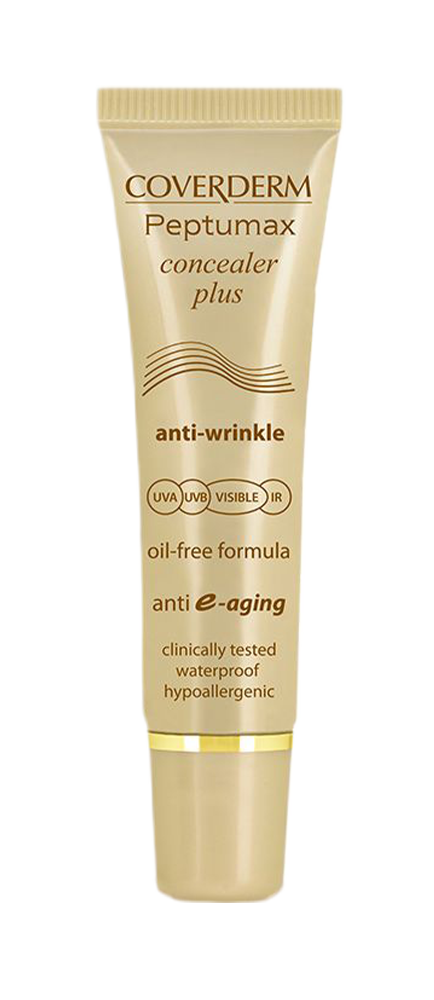 COVERDERM
Peptumax
concealer
plus
anti-wrinkle
UVA UVB VISIBLE IR
oil-free formula
anti e-aging
clinically tested
waterproof
hypoallergenic